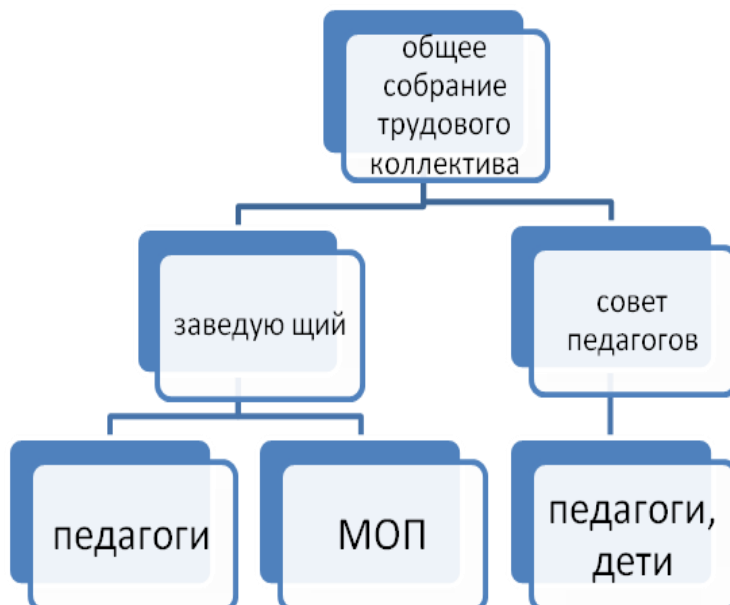 общее
собрание
трудового
коллектива
заведую щий
совет
педагогов
педагоги
МОП
педагоги,
дети